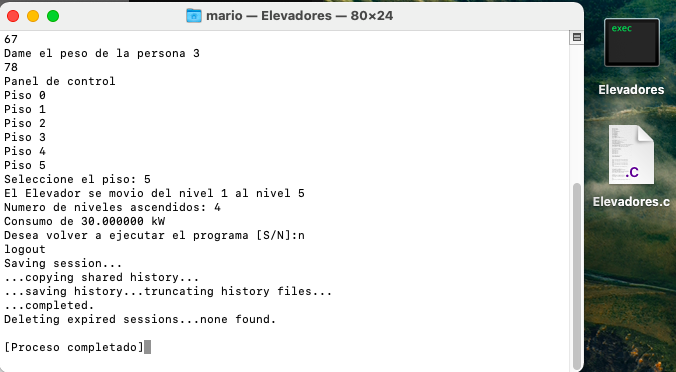 mario — Elevadores — 80×24
67
Dame el peso de la persona 3
78
Panel de control
Piso 0
Piso 1
Piso 2
Piso 3
Piso 4
Piso 5
Seleccione el piso: 5
El Elevador se movio del nivel 1 al nivel 5
Numero de niveles ascendidos: 4
Consumo de 30.000000 kW
Desea volver a ejecutar el programa [S/N]:n
logout
Saving session...
...copying shared history...
...saving history...truncating history files...
...completed.
Deleting expired sessions...none found.
[Proceso completado]
exec
Elevadores
.C
Elevadores.c